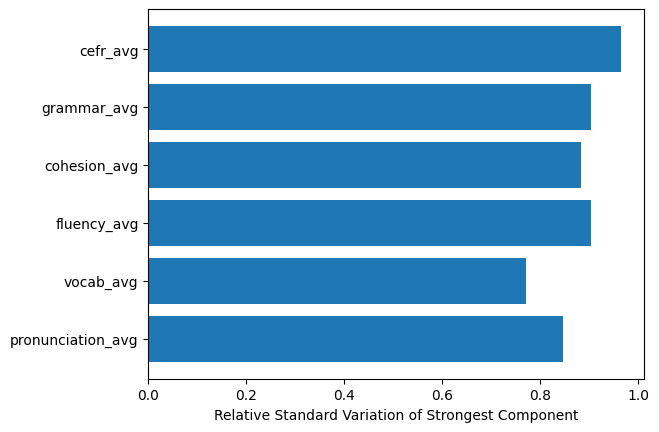 cefr_avg
grammar_avg
cohesion_avg
fluency_avg
vocab_avg
pronunciation_avg
0.0 0.2 0.4 0.6 0.8 1.0
Relative Standard Variation of Strongest Component